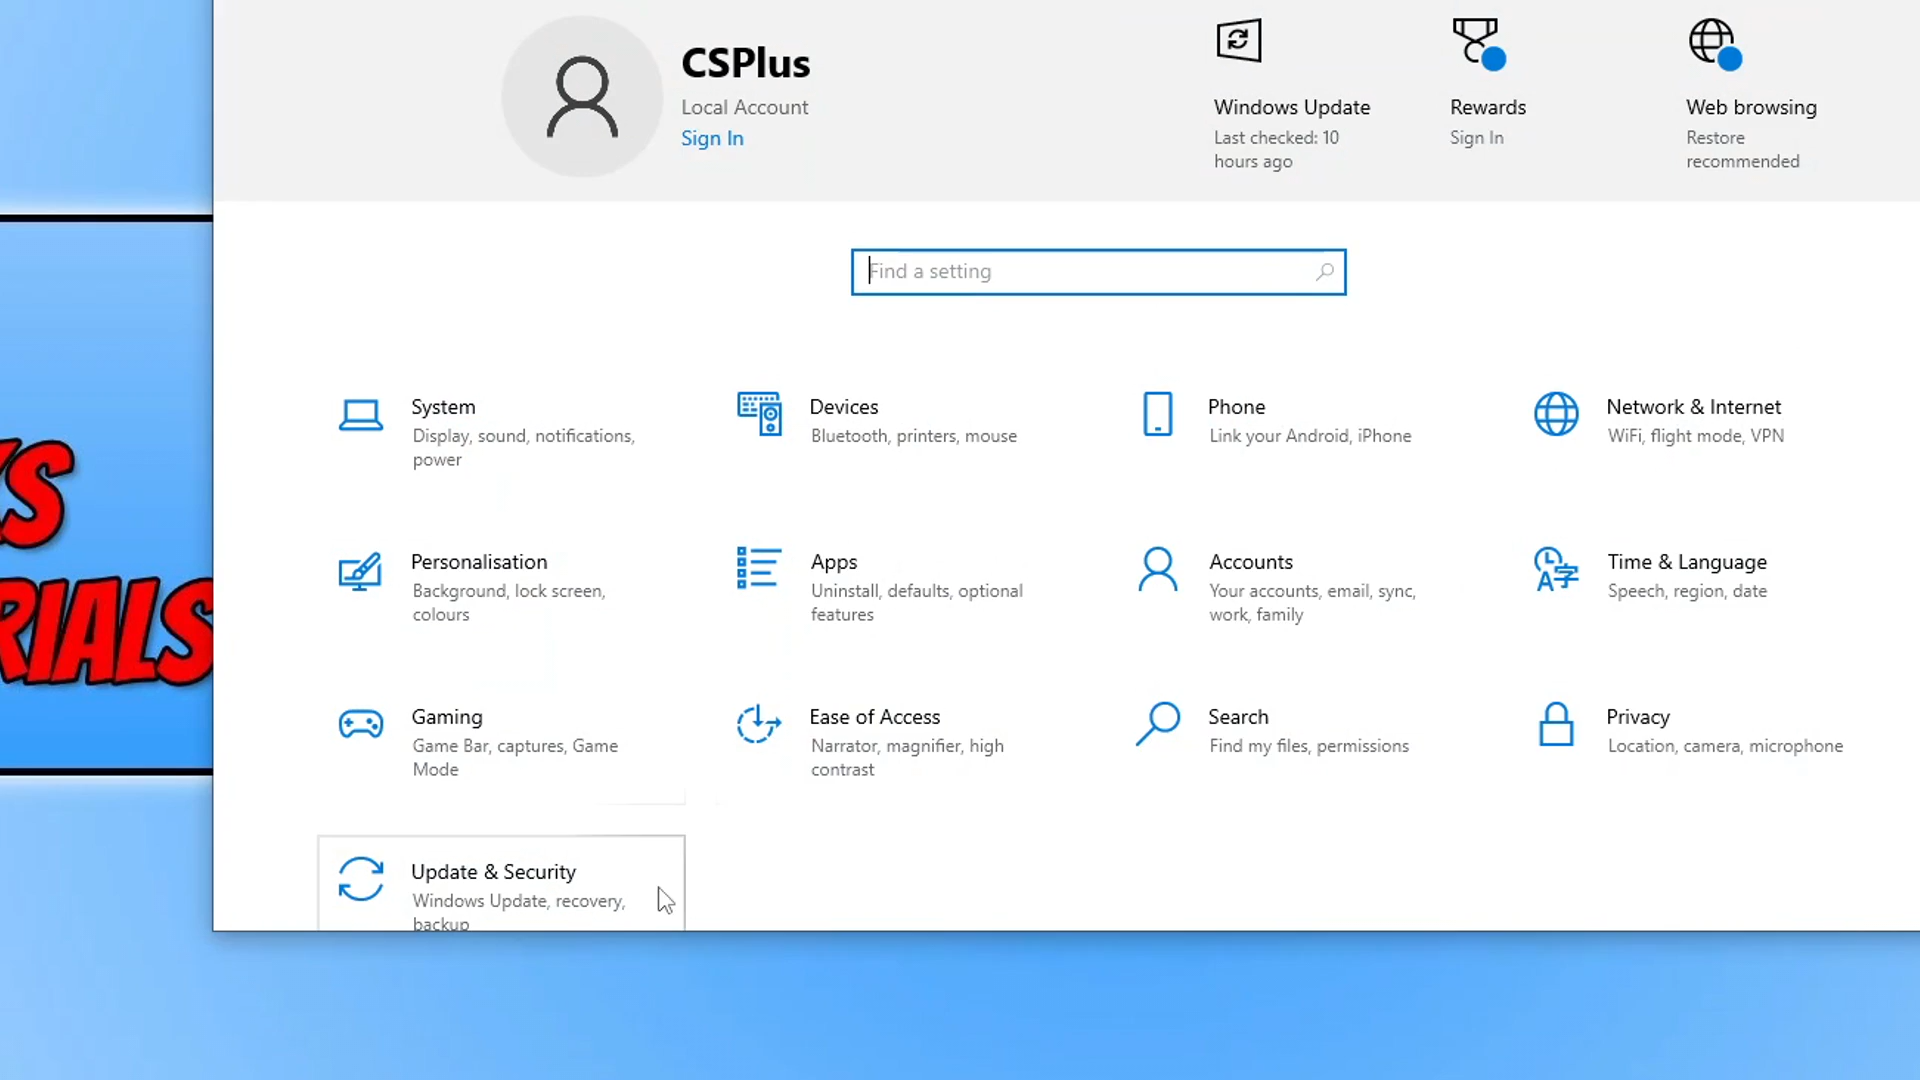 CSPlus
Local Account
Sign In
Windows Update
Last checked: 10
hours ago
Rewards
Sign In
Web browsing
Restore
recommended
Find a setting
System
Display, sound, notifications,
power
Devices
Bluetooth, printers, mouse
Phone
Link your Android, iPhone
Network & Internet
WiFi, flight mode, VPN
Personalisation
Background, lock screen,
colours
Apps
Uninstall, defaults, optional
features
Accounts
Your accounts, email, sync,
work, family
Time & Language
Speech, region, date
Gaming
Game Bar, captures, Game
Mode
Ease of Access
Narrator, magnifier, high
contrast
Search
Find my files, permissions
Privacy
Location, camera, microphone
Update & Security
Windows Update, recovery,
backup
KS
RIALS